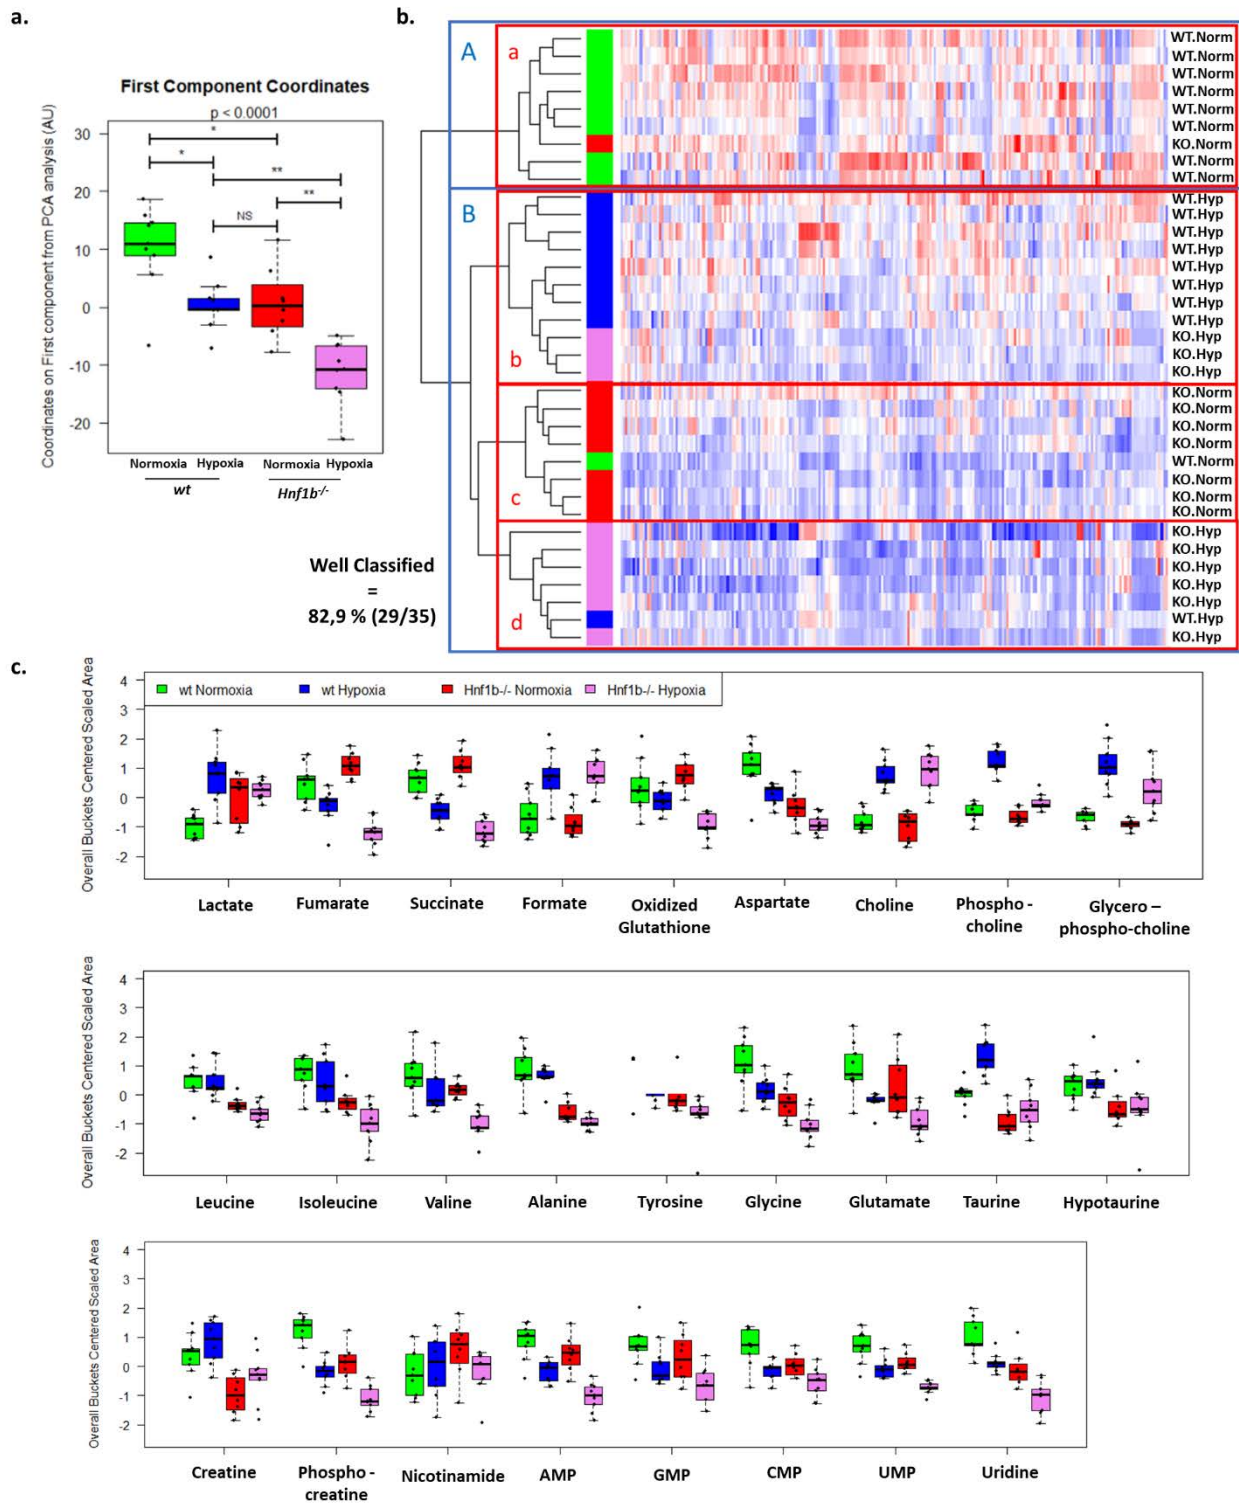 a.
First Component Coordinates
p < 0.0001
Coordinates on First component from PCA analysis (AU)
30
20
10
0
-10
-20
*
*
**
**
NS
Normoxia Hypoxia Normoxia Hypoxia
wt Hnf1b-/-
Well Classified
=
82,9 % (29/35)
b.
A
a
B
b
c
d
WT.Norm
WT.Norm
WT.Norm
WT.Norm
WT.Norm
WT.Norm
KO.Norm
WT.Norm
WT.Norm
WT.Hyp
WT.Hyp
WT.Hyp
WT.Hyp
WT.Hyp
WT.Hyp
WT.Hyp
WT.Hyp
KO.Hyp
KO.Hyp
KO.Hyp
KO.Norm
KO.Norm
KO.Norm
KO.Norm
WT.Norm
KO.Norm
KO.Norm
KO.Norm
KO.Hyp
KO.Hyp
KO.Hyp
KO.Hyp
KO.Hyp
WT.Hyp
KO.Hyp
c.
wt Normoxia wt Hypoxia Hnf1b-/- Normoxia Hnf1b-/- Hypoxia
Overall Buckets Centered Scaled Area
4
3
2
1
0
-1
-2
Lactate Fumarate Succinate Formate Oxidized Aspartate Choline Phospho - Glycero –
Glutathione choline phospho-choline
Overall Buckets Centered Scaled Area
4
3
2
1
0
-1
-2
Leucine Isoleucine Valine Alanine Tyrosine Glycine Glutamate Taurine Hypotaurine
Overall Buckets Centered Scaled Area
4
3
2
1
0
-1
-2
Creatine Phospho - Nicotinamide AMP GMP CMP UMP Uridine
creatine